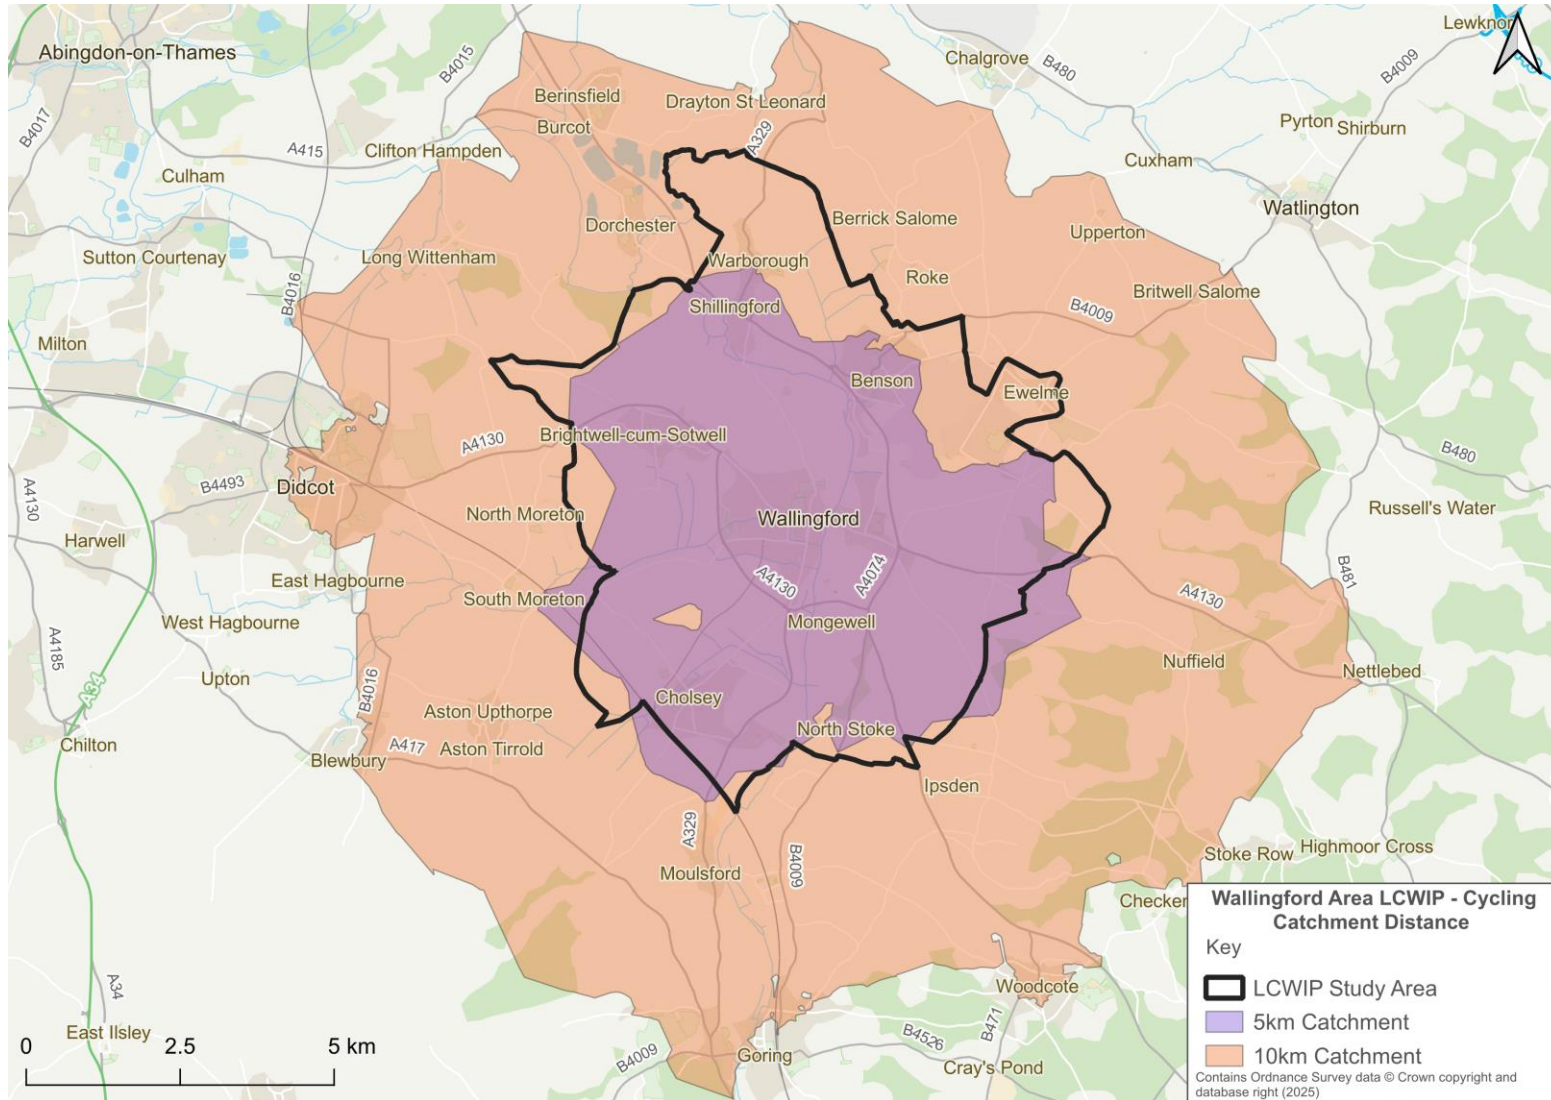 Lewknor
Abingdon-on-Thames
B4015
Chalgrove
B480
B4009
B4017
Berinsfield
Drayton St Leonard
Burcot
Pyrton
Shirburn
A329
A415
Clifton Hampden
Cuxham
Culham
Watlington
Dorchester
Berrick Salome
Upperton
Sutton Courtenay
Long Wittenham
Warborough
Roke
B4016
Shillingford
Britwell Salome
B4009
Milton
Benson
Ewelme
A4130
Brightwell-cum-Sotwell
B480
B4493
Didcot
A4130
North Moreton
Wallingford
Russell's Water
Harwell
East Hagbourne
A4130
A4074
B481
South Moreton
A4130
West Hagbourne
Mongewell
A4185
Upton
A34
B4016
Nuffield
Nettlebed
Cholsey
Aston Upthorpe
North Stoke
Chilton
A417
Aston Tirrold
Blewbury
Ipsden
A329
B4009
Moulsford
Stoke Row
Highmoor Cross
Checker
Woodcote
A34
B471
East Ilsley
B4009
Goring
B4526
Cray's Pond
0 2.5 5 km
Wallingford Area LCWIP - Cycling
Catchment Distance
Key
LCWIP Study Area
5km Catchment
10km Catchment
Contains Ordnance Survey data © Crown copyright and
database right (2025)